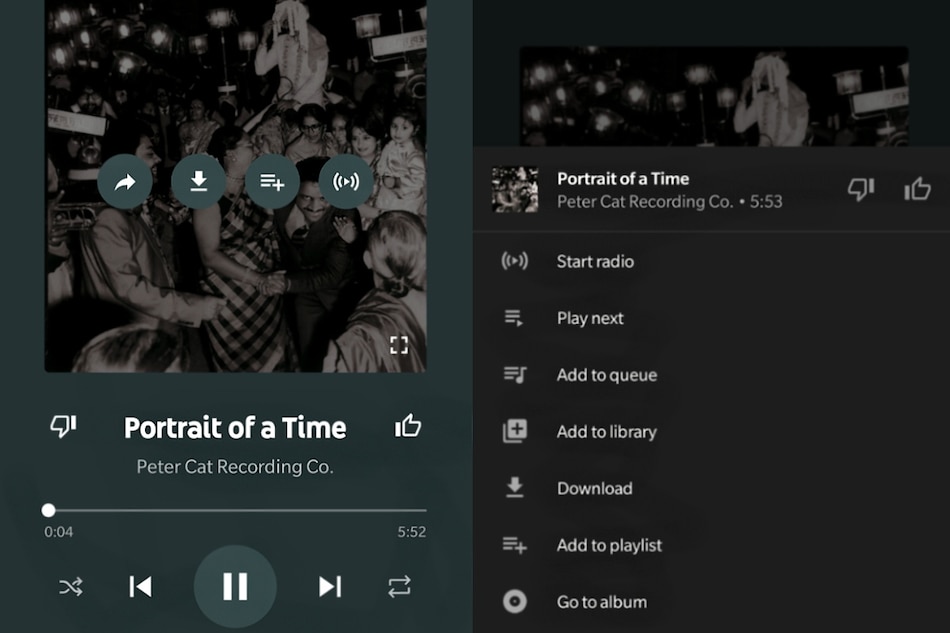 Portrait of a Time
Peter Cat Recording Co.
0:04
5:52
Portrait of a Time
Peter Cat Recording Co. • 5:53
Start radio
Play next
Add to queue
Add to library
Download
Add to playlist
Go to album